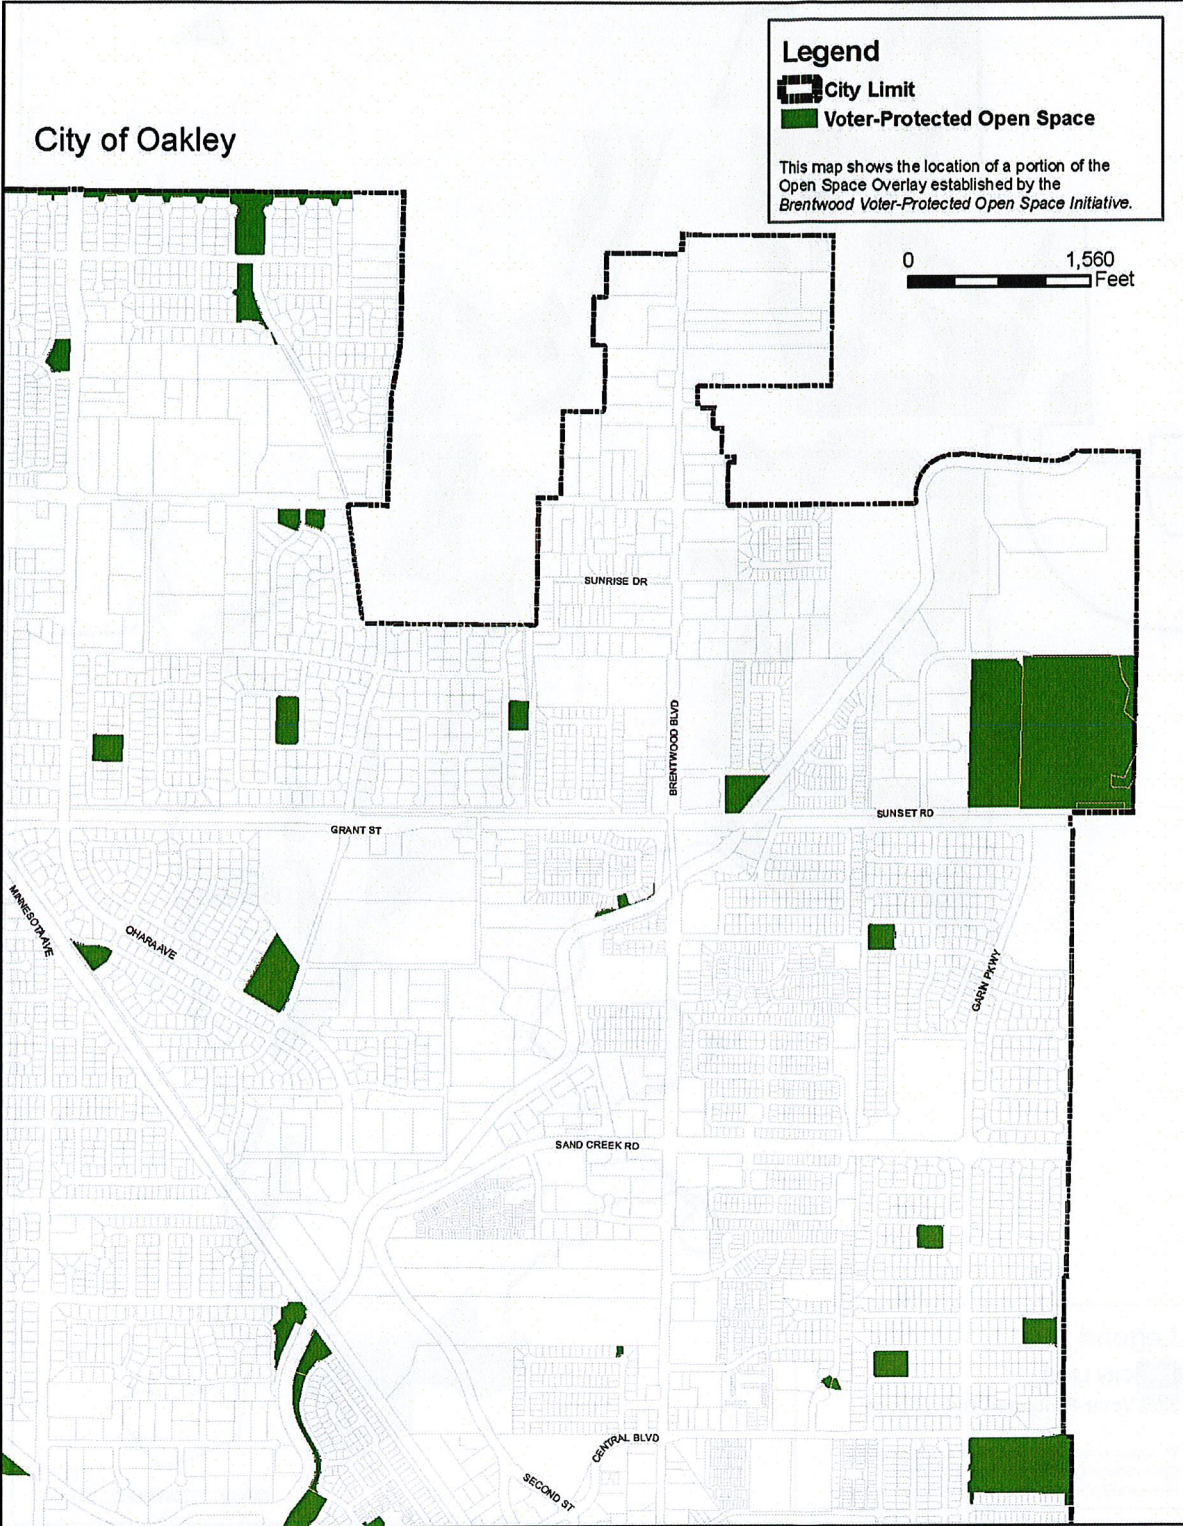 Legend
City Limit
Voter-Protected Open Space
This map shows the location of a portion of the
Open Space Overlay established by the
Brentwood Voter-Protected Open Space Initiative.
City of Oakley
0 1,560
Feet
SUNRISE DR
BRENTWOOD BLVD
SUNSET RD
GRANT ST
MINNESOTA AVE
OHARA AVE
GARIN PKWY
SAND CREEK RD
CENTRAL BLVD
SECOND ST